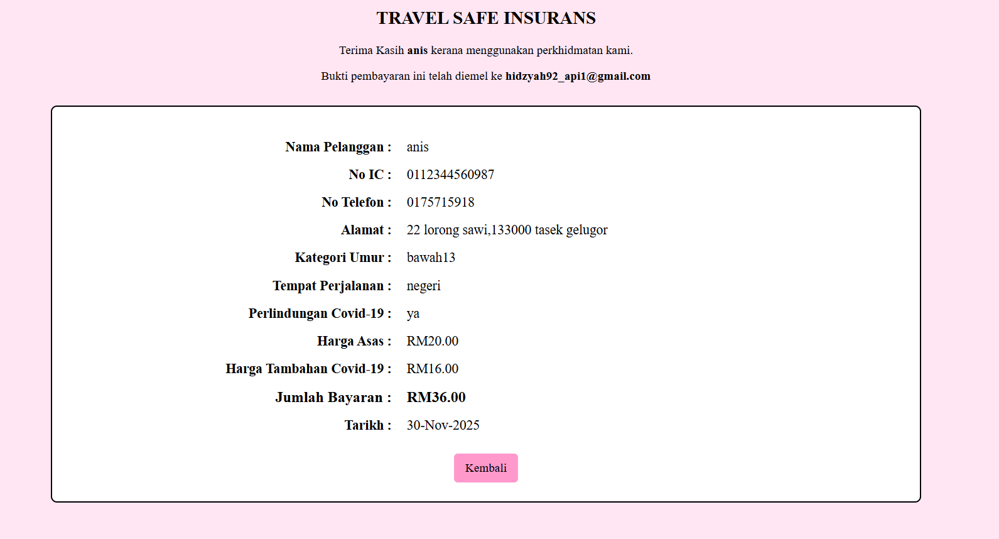 TRAVEL SAFE INSURANS
Terima Kasih anis kerana menggunakan perkhidmatan kami.
Bukti pembayaran ini telah diemel ke hidzyah92_api1@gmail.com
Nama Pelanggan : anis
No IC : 0112344560987
No Telefon : 0175715918
Alamat : 22 lorong sawi,133000 tasek gelugor
Kategori Umur : bawah13
Tempat Perjalanan : negeri
Perlindungan Covid-19 : ya
Harga Asas : RM20.00
Harga Tambahan Covid-19 : RM16.00
Jumlah Bayaran : RM36.00
Tarikh : 30-Nov-2025
Kembali